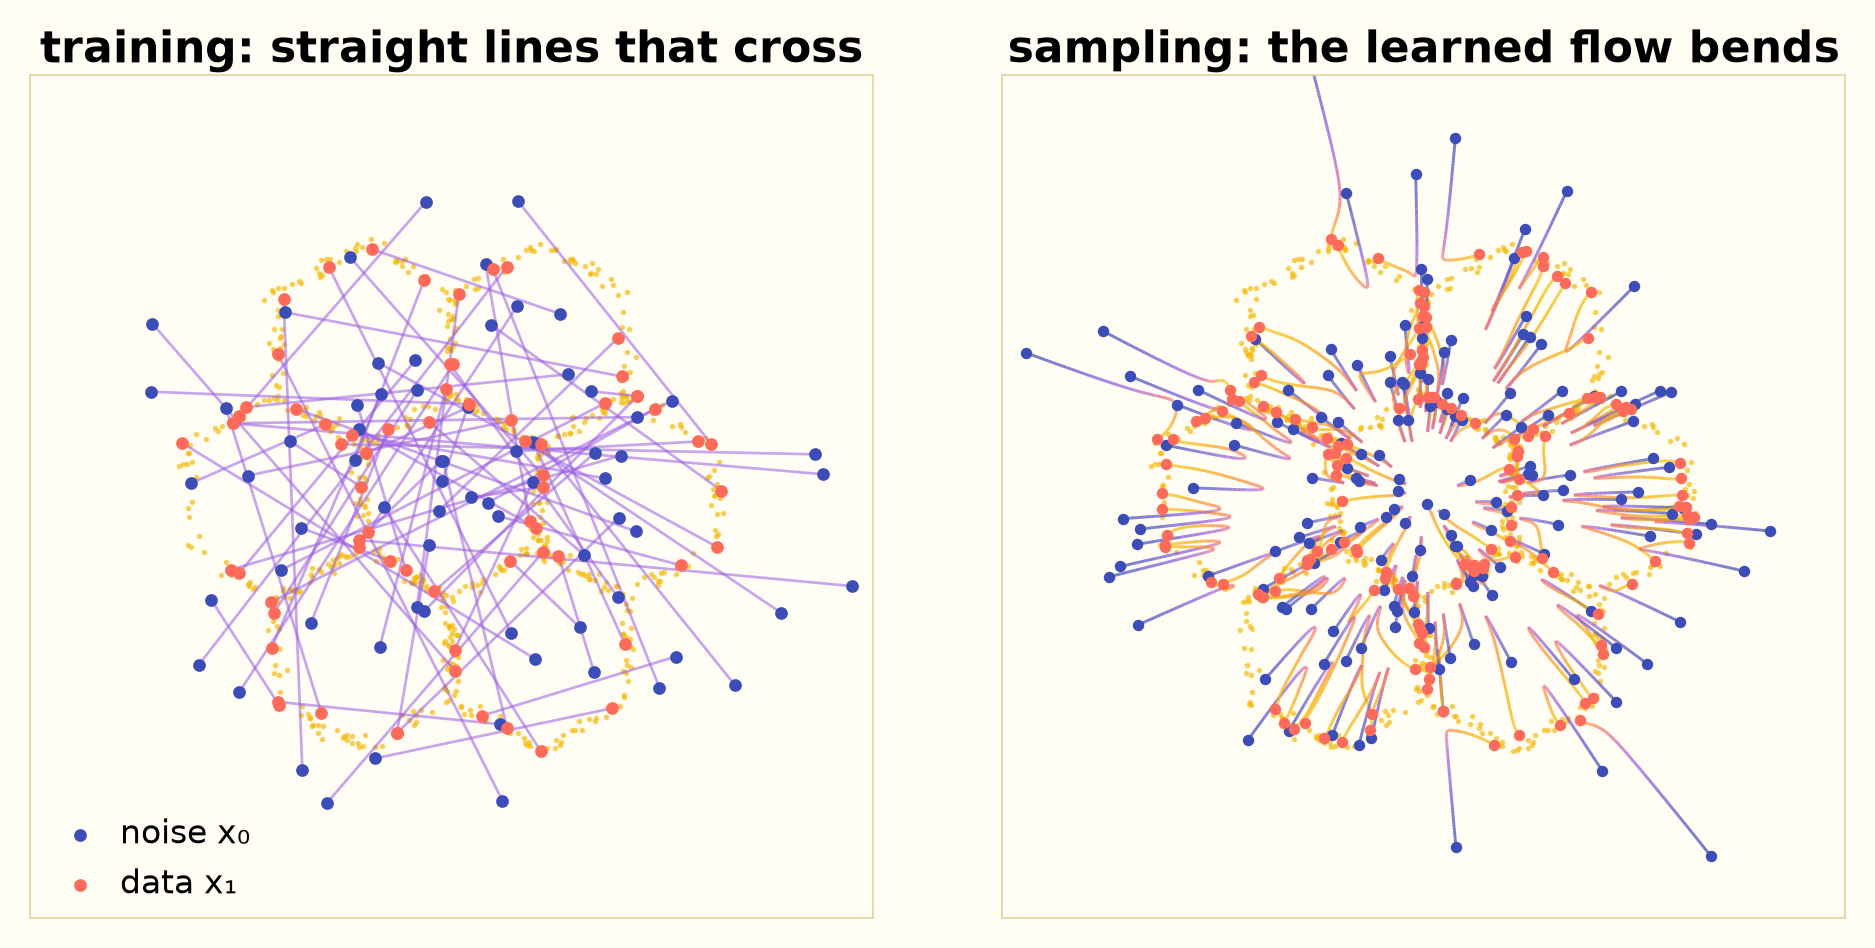 training: straight lines that cross
sampling: the learned flow bends
noise x₀
data x₁